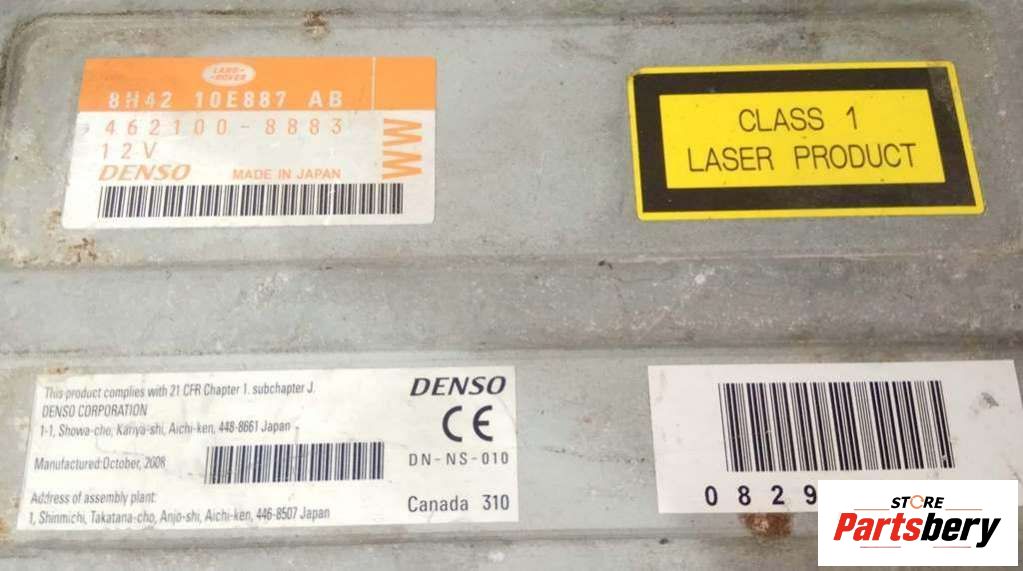 LAND-
ROVER
8H42 10E887 AB
462100-8883
12V
DENSO MADE IN JAPAN
WW
CLASS 1
LASER PRODUCT
This product complies with 21 CFR Chapter 1. subchapter J.
DENSO CORPORATION
1-1, Showa-cho, Kariya-shi, Aichi-ken, 448-8661 Japan
Manufactured:October, 2008
Address of assembly plant:
1, Shinmichi, Takatana-cho, Anjo-shi, Aichi-ken, 446-8507 Japan
DENSO
CE
DN-NS-010
Canada 310
0829
STORE
Partsbery